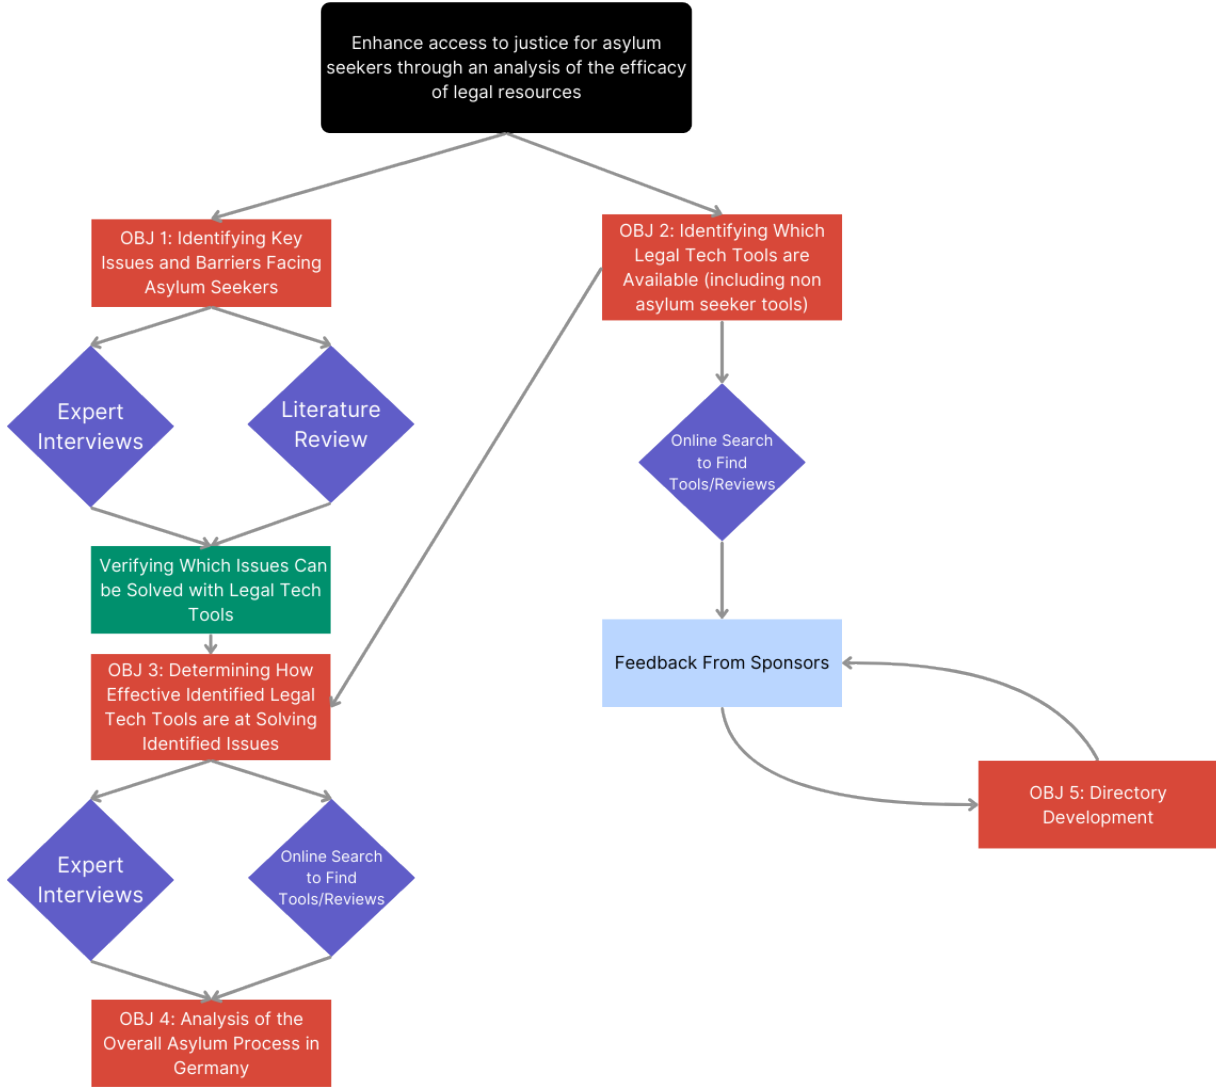 Enhance access to justice for asylum
seekers through an analysis of the efficacy
of legal resources
OBJ 1: Identifying Key
Issues and Barriers Facing
Asylum Seekers
OBJ 2: Identifying Which
Legal Tech Tools are
Available (including non
asylum seeker tools)
Expert
Interviews
Literature
Review
Online Search
to Find
Tools/Reviews
Verifying Which Issues Can
be Solved with Legal Tech
Tools
Feedback From Sponsors
OBJ 3: Determining How
Effective Identified Legal
Tech Tools are at Solving
Identified Issues
OBJ 5: Directory
Development
Expert
Interviews
Online Search
to Find
Tools/Reviews
OBJ 4: Analysis of the
Overall Asylum Process in
Germany